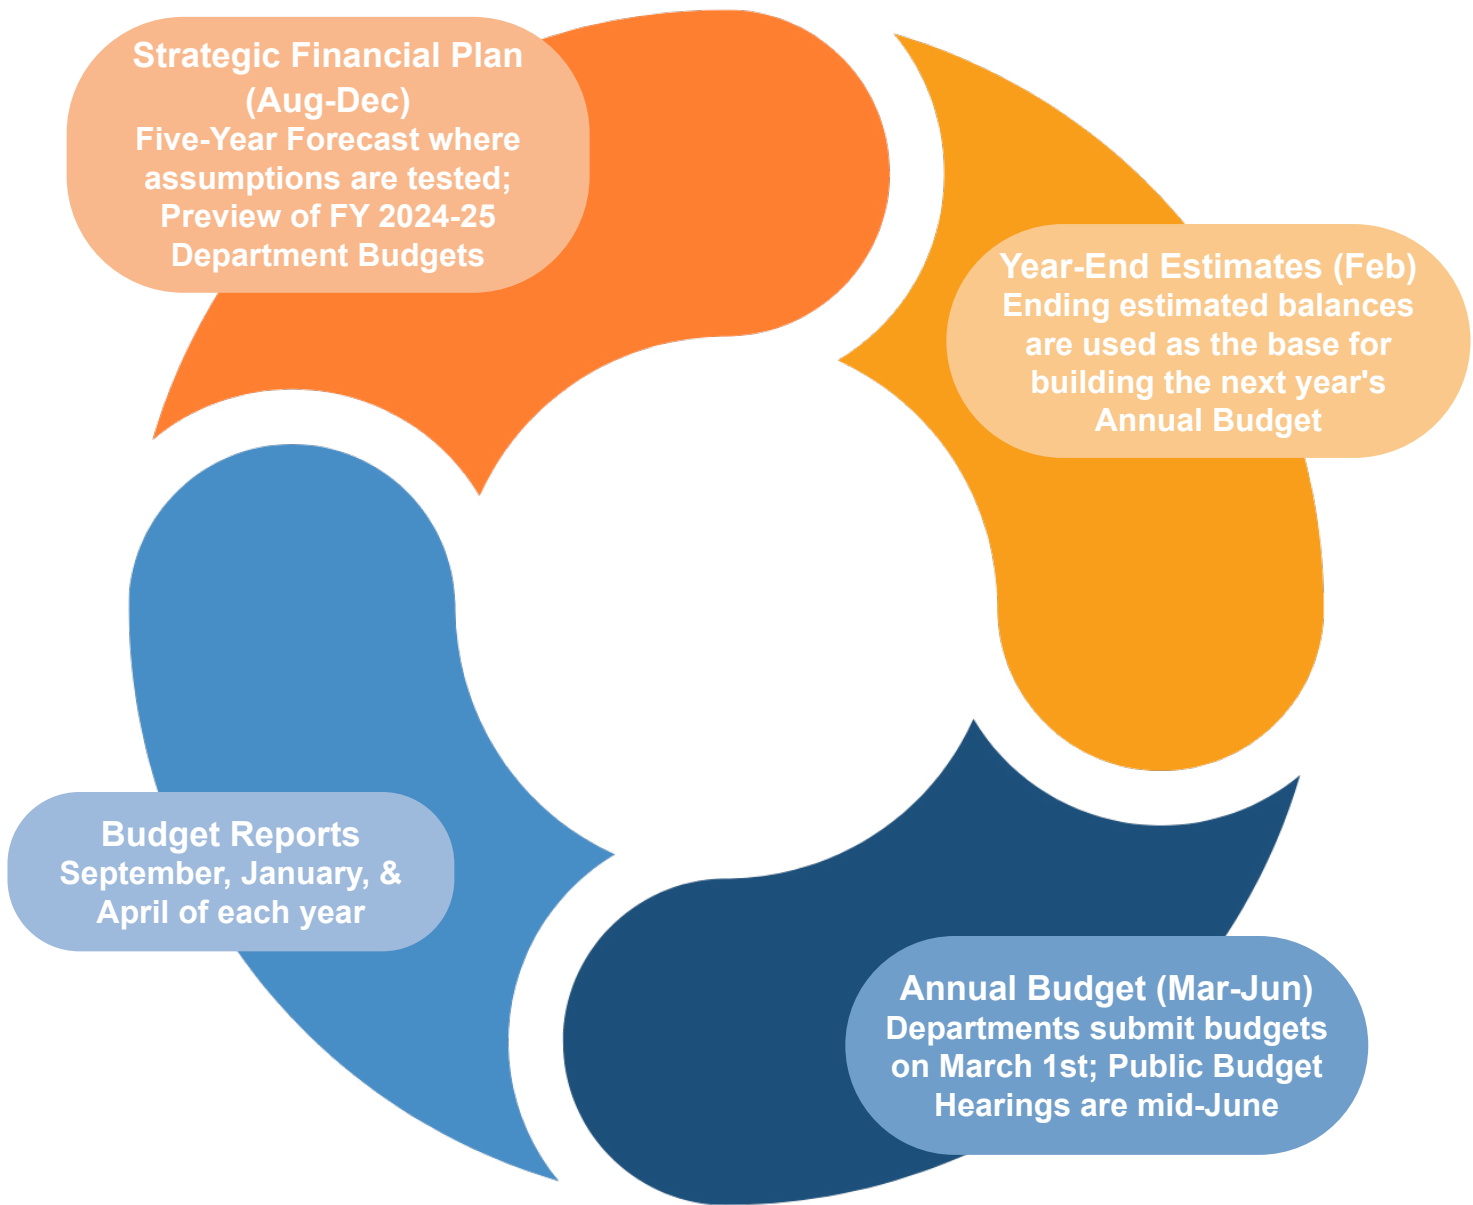 Strategic Financial Plan
(Aug-Dec)
Five-Year Forecast where
assumptions are tested;
Preview of FY 2024-25
Department Budgets
Year-End Estimates (Feb)
Ending estimated balances
are used as the base for
building the next year's
Annual Budget
Annual Budget (Mar-Jun)
Departments submit budgets
on March 1st; Public Budget
Hearings are mid-June
Budget Reports
September, January, &
April of each year